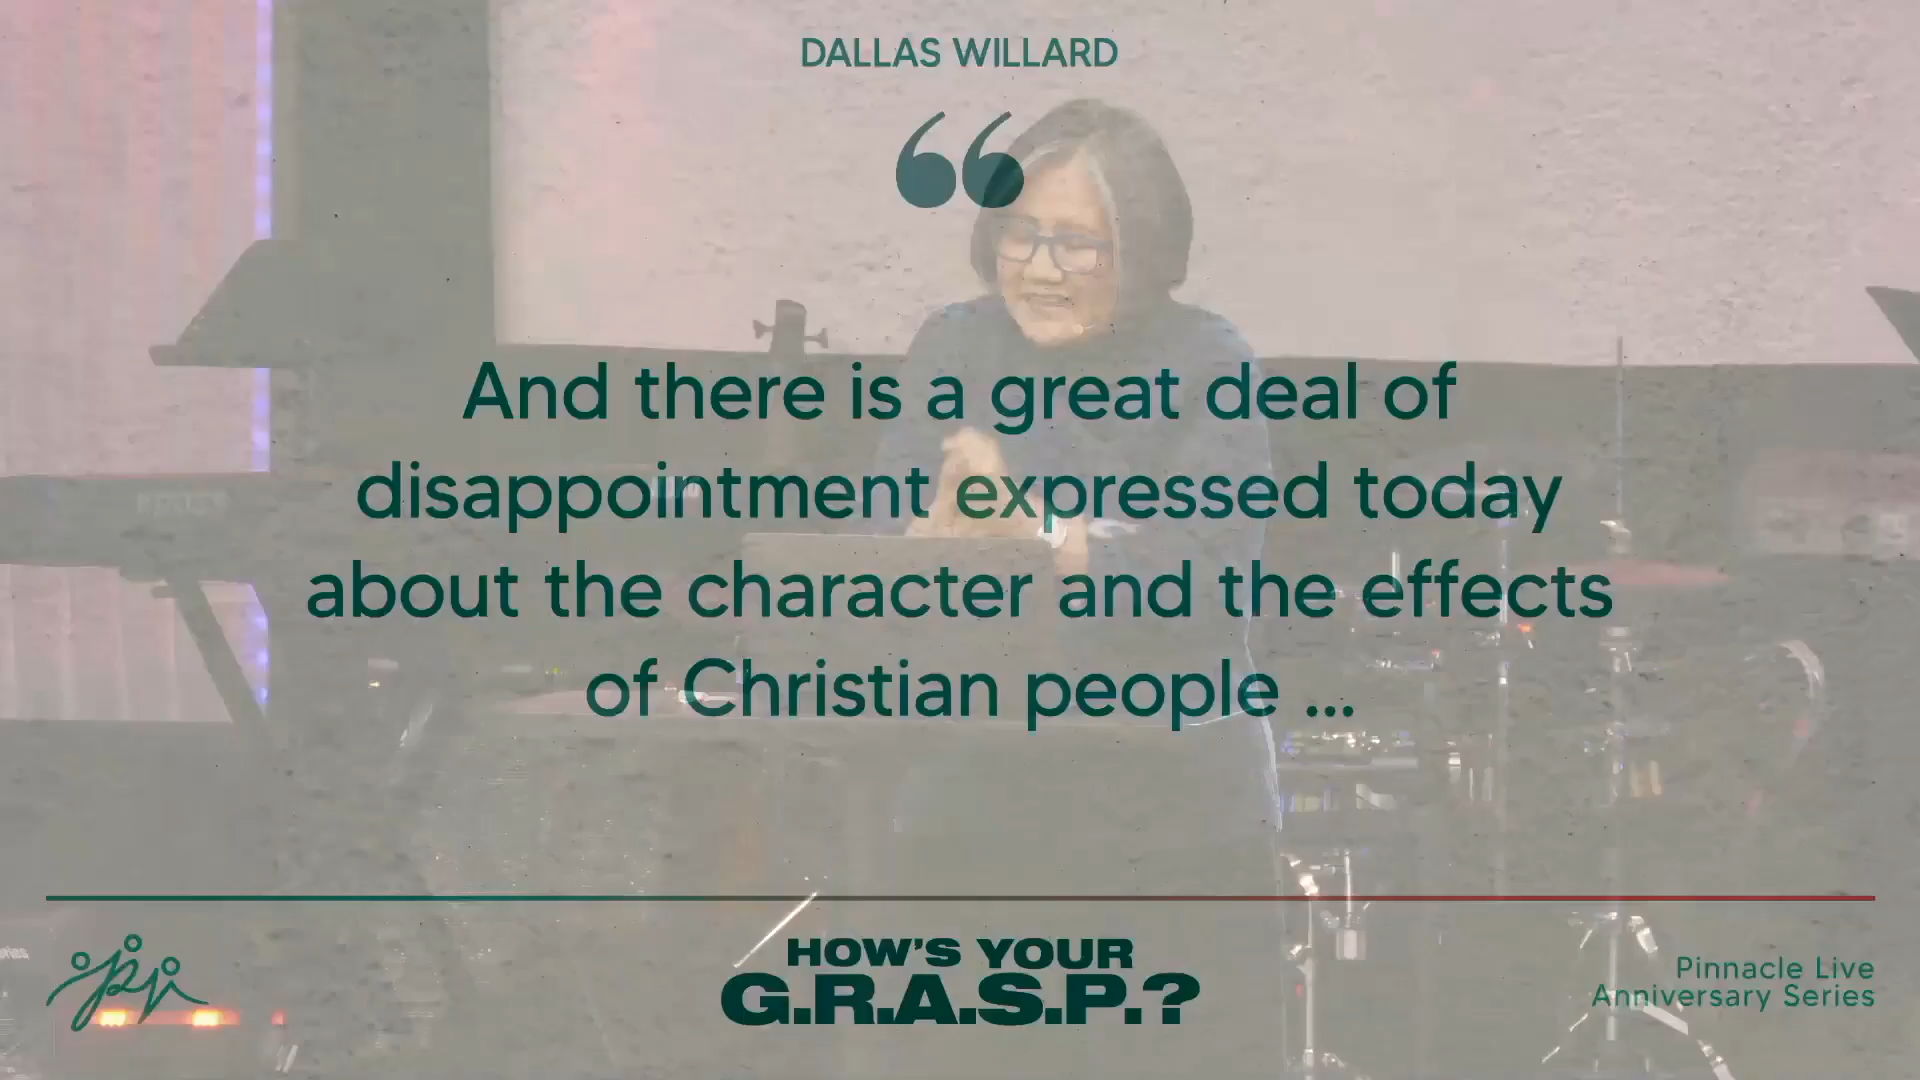 DALLAS WILLARD
“
And there is a great deal of
disappointment expressed today
about the character and the effects
of Christian people ...
HOW'S YOUR
G.R.A.S.P.?
Pinnacle Live
Anniversary Series